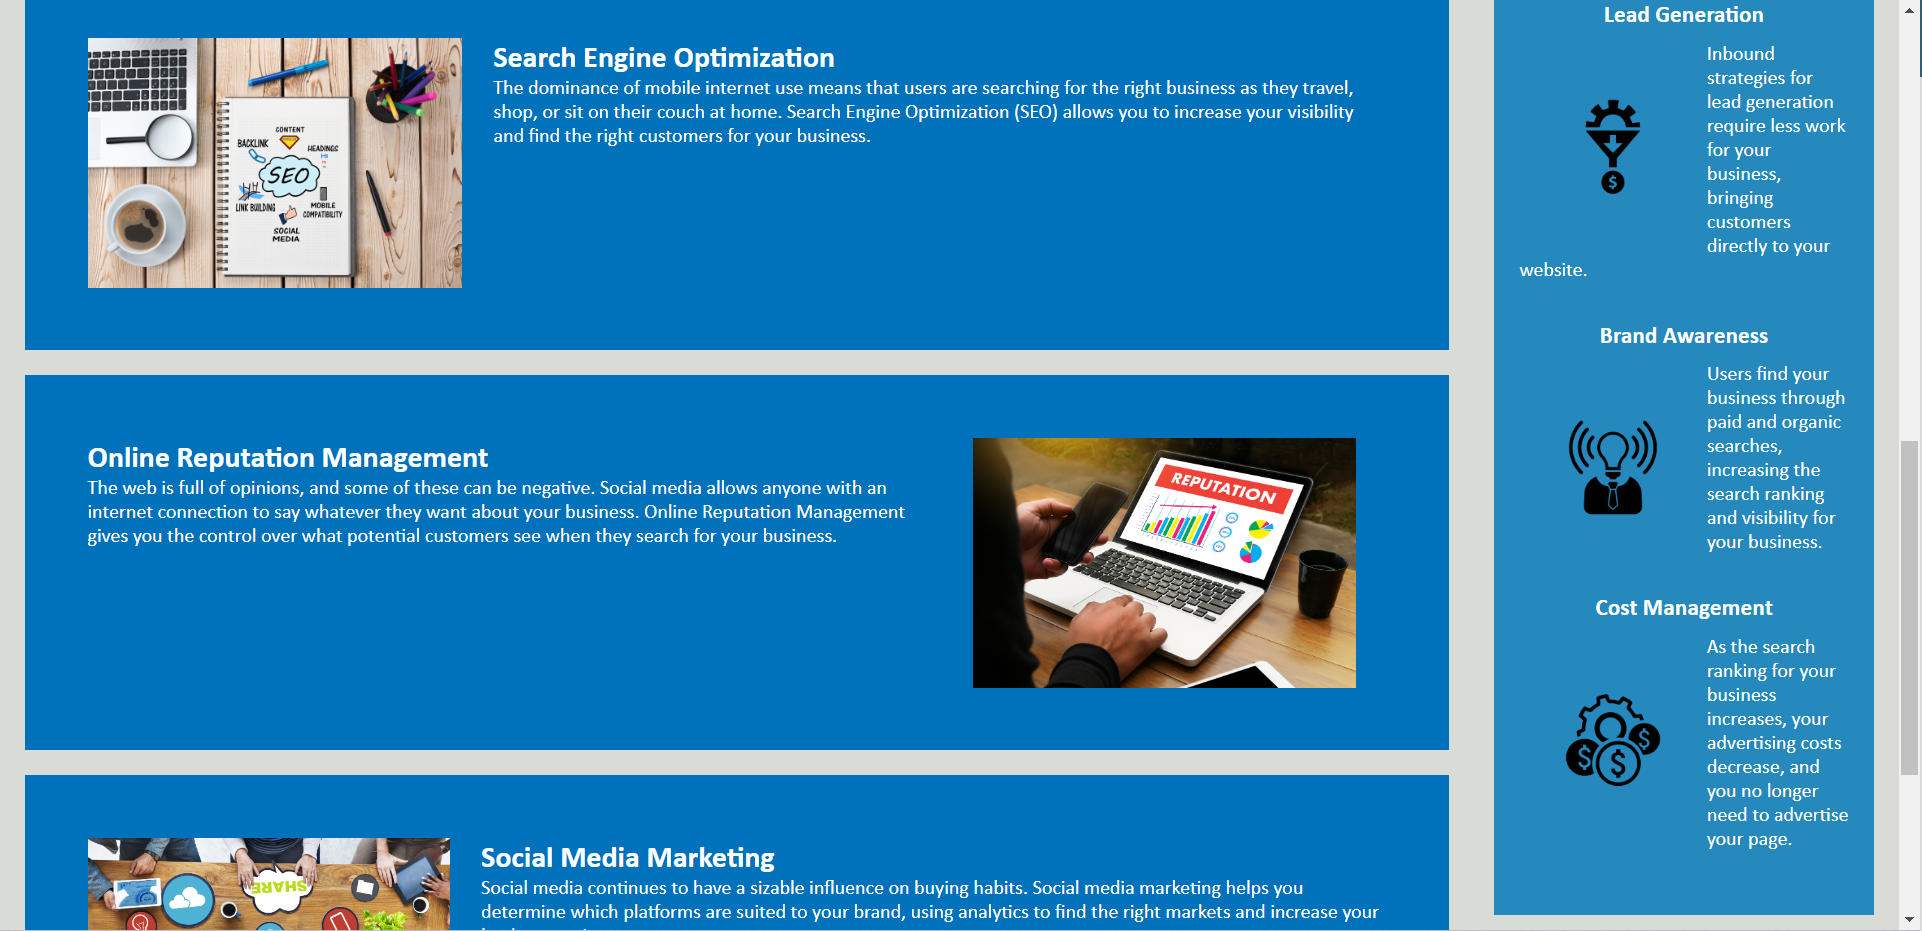 Search Engine Optimization
The dominance of mobile internet use means that users are searching for the right business as they travel,
shop, or sit on their couch at home. Search Engine Optimization (SEO) allows you to increase your visibility
and find the right customers for your business.
CONTENT
BACKLINK
HEADINGS
SEO
LINK BUILDING
MOBILE
COMPATIBILITY
SOCIAL
MEDIA
Online Reputation Management
The web is full of opinions, and some of these can be negative. Social media allows anyone with an
internet connection to say whatever they want about your business. Online Reputation Management
gives you the control over what potential customers see when they search for your business.
REPUTATION
Social Media Marketing
Social media continues to have a sizable influence on buying habits. Social media marketing helps you
determine which platforms are suited to your brand, using analytics to find the right markets and increase your
SHARE
Lead Generation
Inbound
strategies for
lead generation
require less work
for your
business,
bringing
customers
directly to your
website.
$
Brand Awareness
Users find your
business through
paid and organic
searches,
increasing the
search ranking
and visibility for
your business.
Cost Management
As the search
ranking for your
business
increases, your
advertising costs
decrease, and
you no longer
need to advertise
your page.
$ $ $